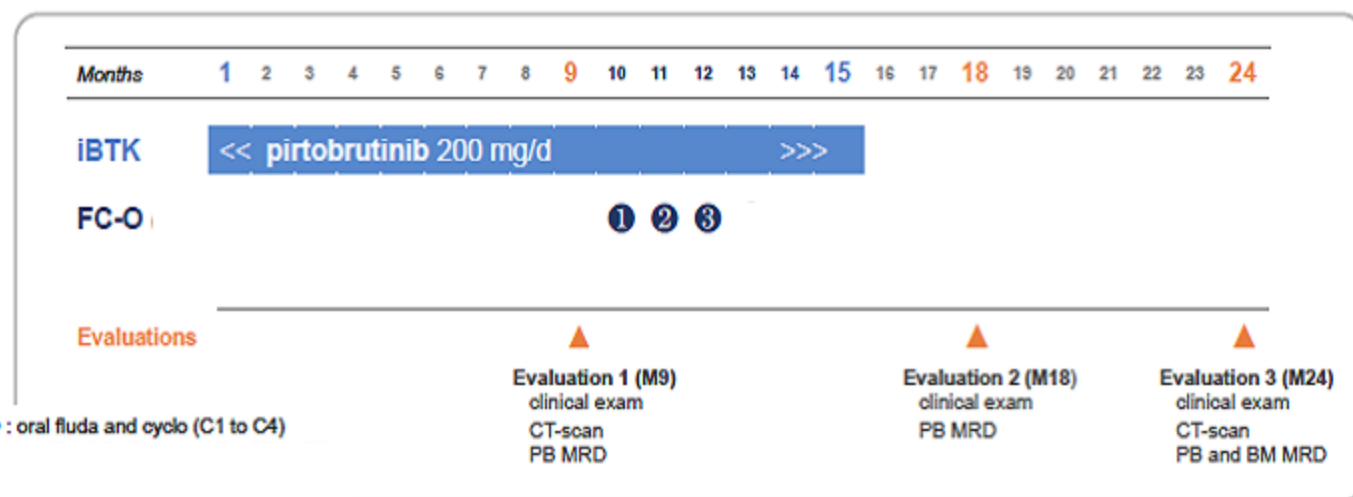 Months 1 2 3 4 5 6 7 8 9 10 11 12 13 14 15 16 17 18 19 20 21 22 23 24
iBTK << pirtobrutinib 200 mg/d >>>
FC-O ❶ ❷ ❸
Evaluations
Evaluation 1 (M9) Evaluation 2 (M18) Evaluation 3 (M24)
clinical exam clinical exam clinical exam
: oral fluda and cyclo (C1 to C4) CT-scan PB MRD CT-scan
PB MRD PB and BM MRD